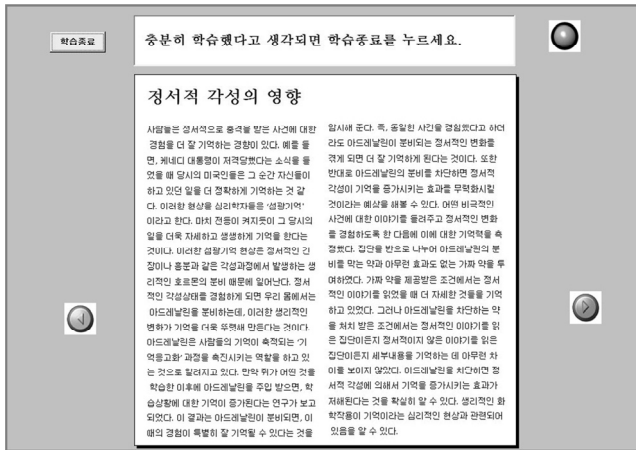 학습종료
충분히 학습했다고 생각되면 학습종료를 누르세요.
정서적 각성의 영향
사람들은 정서적으로 충격을 받은 사건에 대한
경험을 더 잘 기억하는 경향이 있다. 예를 들
면, 케네디 대통령이 저격당했다는 소식을 들
었을 때 당시의 미국인들은 그 순간 자신들이
하고 있던 일을 더 정확하게 기억하는 것 같
다. 이러한 현상을 심리학자들은 '섬광기억'
이라고 한다. 마치 전등이 켜지듯이 그 당시의
일을 더욱 자세하고 생생하게 기억을 한다는
것이다. 이러한 섬광기억 현상은 정서적인 긴
장이나 흥분과 같은 각성과정에서 발생하는 생
리적인 호르몬의 분비 때문에 일어난다. 정서
적인 각성상태를 경험하게 되면 우리 몸에서는
아드레날린을 분비하는데, 이러한 생리적인
변화가 기억을 더욱 뚜렷해 만든다는 것이다.
아드레날린은 사람들의 기억이 축적되는 '기
억응고화' 과정을 촉진시키는 역할을 하고 있
는 것으로 알려지고 있다. 만약 쥐가 어떤 것을
학습한 이후에 아드레날린을 주입 받으면, 학
습상황에 대한 기억이 증가된다는 연구가 보고
되었다. 이 결과는 아드레날린이 분비되면, 이
때의 경험이 특별히 잘 기억될 수 있다는 것을
암시해 준다. 즉, 동일한 사건을 경험했다고 하더
라도 아드레날린이 분비되는 정서적인 변화를
겪게 되면 더 잘 기억하게 된다는 것이다. 또한
반대로 아드레날린의 분비를 차단하면 정서적
각성이 기억을 증가시키는 효과를 무력화시킬
것이라는 예상을 해볼 수 있다. 어떤 비극적인
사건에 대한 이야기를 들려주고 정서적인 변화
를 경험하도록 한 다음에 이에 대한 기억력을 측
정했다. 집단을 반으로 나누어 아드레날린의 분
비를 막는 약과 아무런 효과도 없는 가짜 약을 투
여하였다. 가짜 약을 제공받은 조건에서는 정서
적인 이야기를 읽었을 때 더 자세한 것들을 기억
하고 있었다. 그러나 아드레날린을 차단하는 약
을 처치 받은 조건에서는 정서적인 이야기를 읽
은 집단이든지 정서적이지 않은 이야기를 읽은
집단이든지 세부내용을 기억하는 데 아무런 차
이를 보이지 않았다. 아드레날린을 차단하면 정
서적 각성에 의해서 기억을 증가시키는 효과가
저해된다는 것을 확실히 알 수 있다. 생리적인 화
학작용이 기억이라는 심리적인 현상과 관련되어
있음을 알 수 있다.